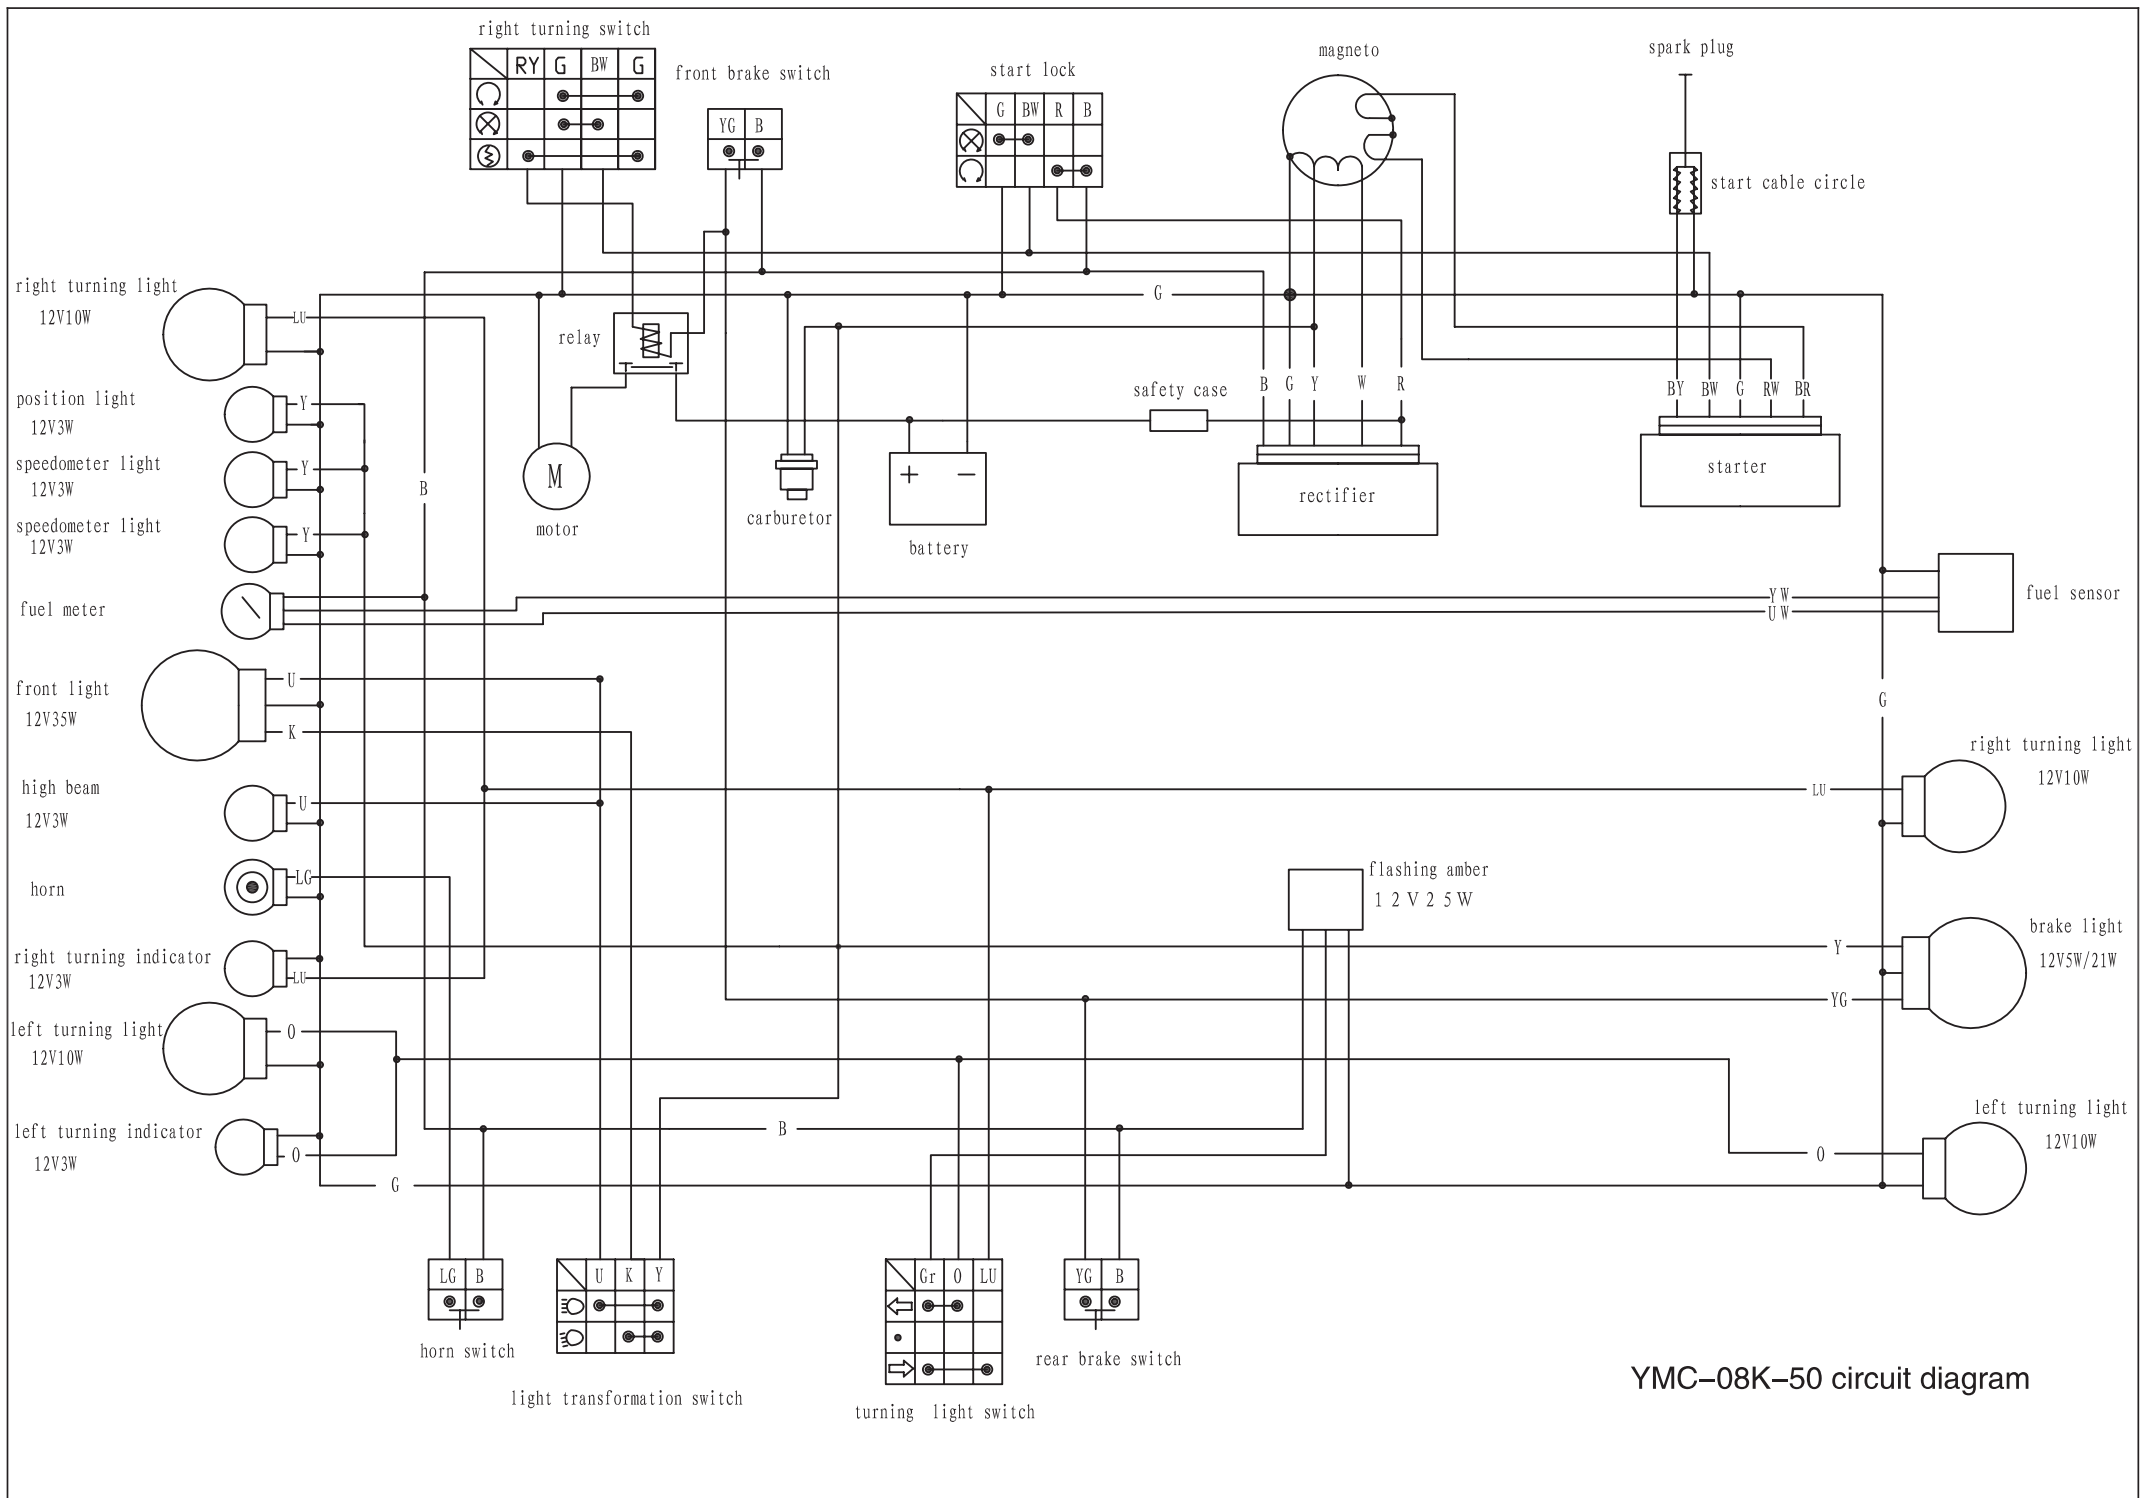 right turning switch
RY G BW G
front brake switch
YG B
start lock
G BW R B
magneto
spark plug
start cable circle
right turning light
12V10W
LU
G
relay
position light
12V3W
Y
safety case
B G Y W R
BY BW G RW BR
speedometer light
12V3W
Y
B
M
motor
carburetor
+ −
battery
rectifier
starter
speedometer light
12V3W
Y
fuel meter
YW
UW
fuel sensor
front light
12V35W
U
K
G
right turning light
12V10W
LU
high beam
12V3W
U
horn
LG
flashing amber
12V25W
brake light
12V5W/21W
Y
YG
right turning indicator
12V3W
LU
left turning light
12V10W
O
left turning indicator
12V3W
O
B
left turning light
12V10W
O
G
LG B
horn switch
U K Y
light transformation switch
Gr O LU
turning light switch
YG B
rear brake switch
YMC-08K-50 circuit diagram